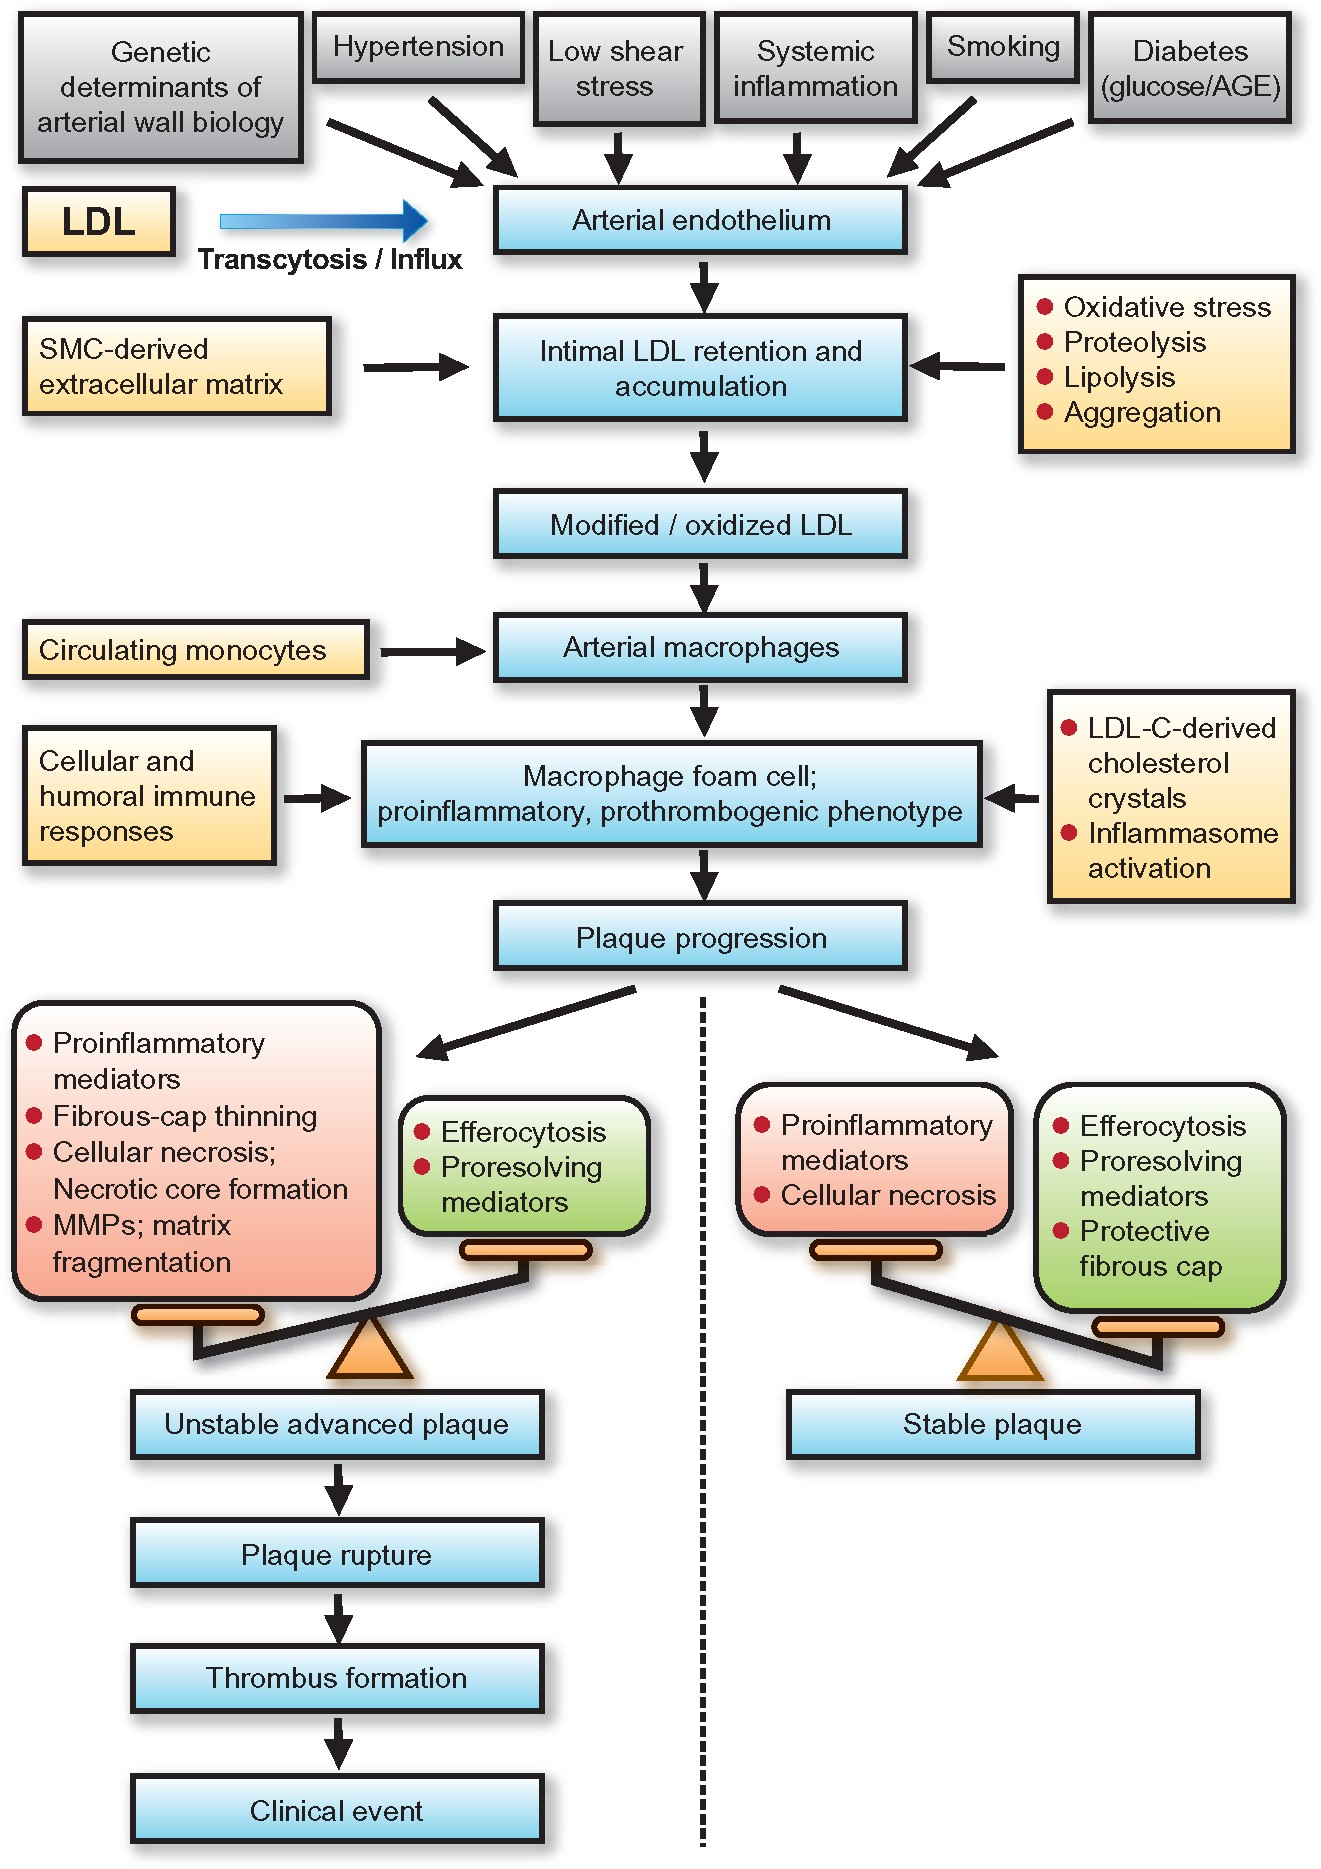 Genetic
determinants of
arterial wall biology
Hypertension
Low shear
stress
Systemic
inflammation
Smoking
Diabetes
(glucose/AGE)
LDL
Transcytosis / Influx
Arterial endothelium
SMC-derived
extracellular matrix
Intimal LDL retention and
accumulation
Oxidative stress
Proteolysis
Lipolysis
Aggregation
Modified / oxidized LDL
Circulating monocytes
Arterial macrophages
Cellular and
humoral immune
responses
Macrophage foam cell;
proinflammatory, prothrombogenic phenotype
LDL-C-derived
cholesterol
crystals
Inflammasome
activation
Plaque progression
Proinflammatory
mediators
Fibrous-cap thinning
Cellular necrosis;
Necrotic core formation
MMPs; matrix
fragmentation
Efferocytosis
Proresolving
mediators
Proinflammatory
mediators
Cellular necrosis
Efferocytosis
Proresolving
mediators
Protective
fibrous cap
Unstable advanced plaque
Stable plaque
Plaque rupture
Thrombus formation
Clinical event